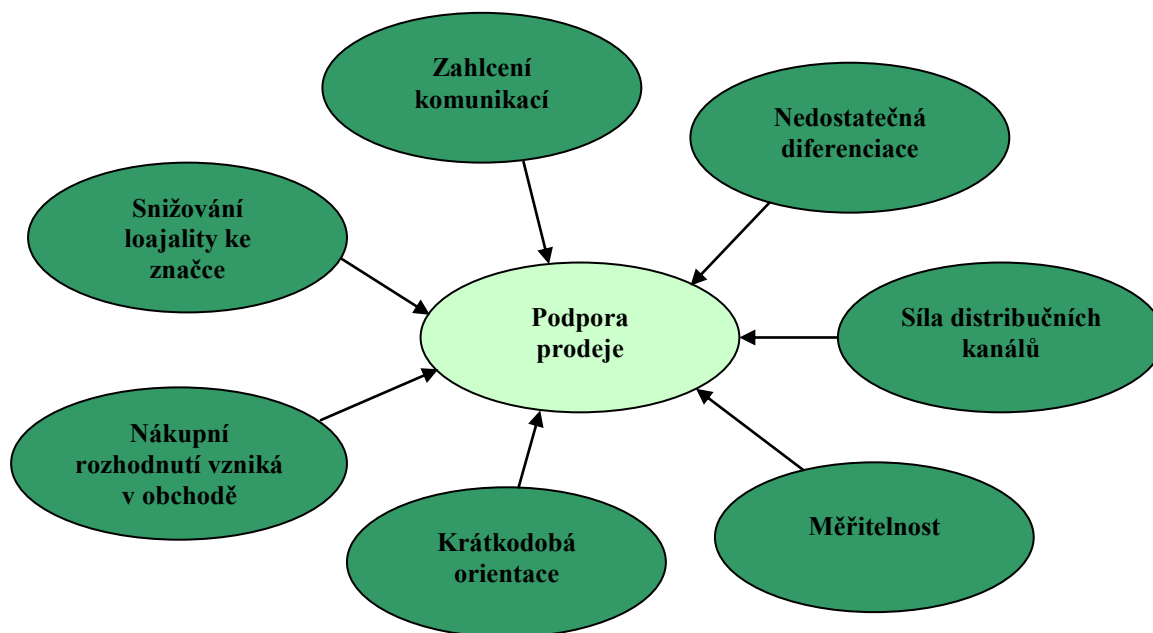 Zahlcení
komunikací
Nedostatečná
diferenciace
Snižování
loajality ke
značce
Podpora
prodeje
Síla distribučních
kanálů
Nákupní
rozhodnutí vzniká
v obchodě
Krátkodobá
orientace
Měřitelnost